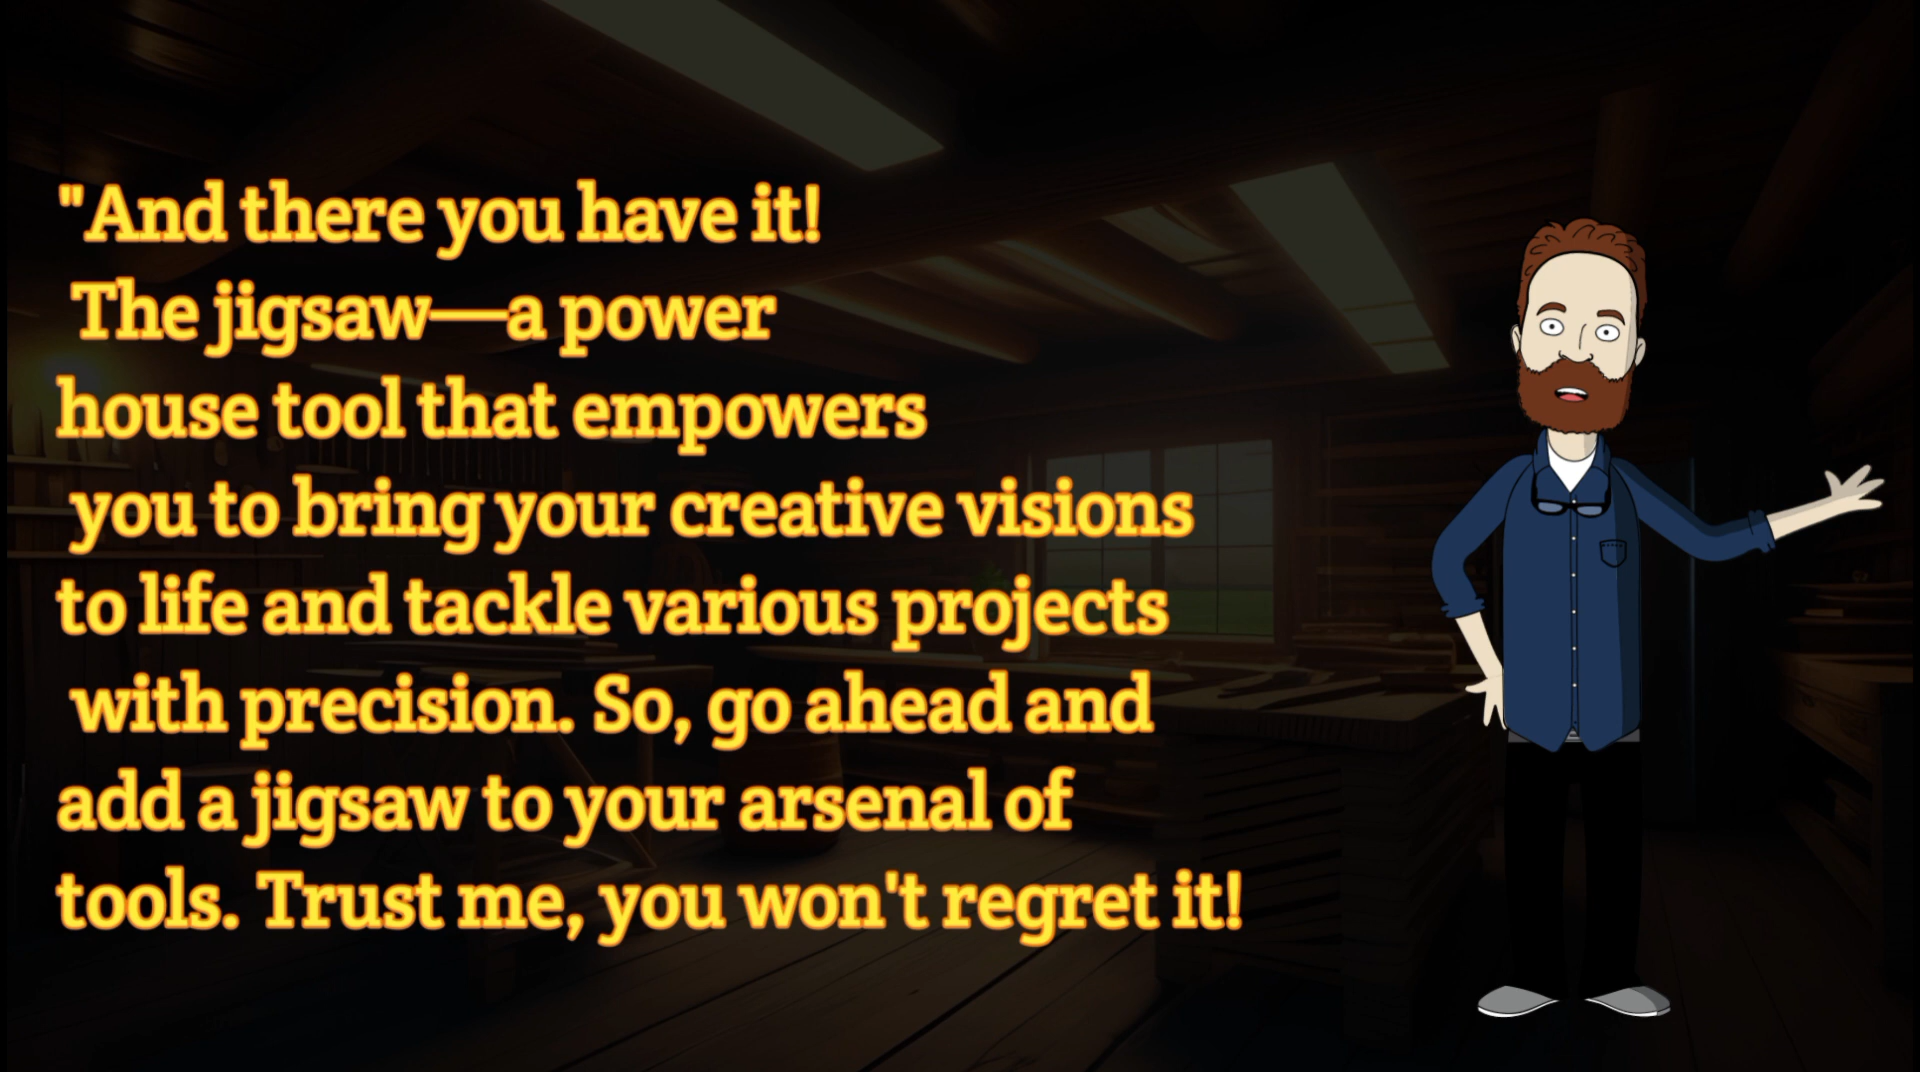 "And there you have it!
The jigsaw—a power
house tool that empowers
you to bring your creative visions
to life and tackle various projects
with precision. So, go ahead and
add a jigsaw to your arsenal of
tools. Trust me, you won't regret it!